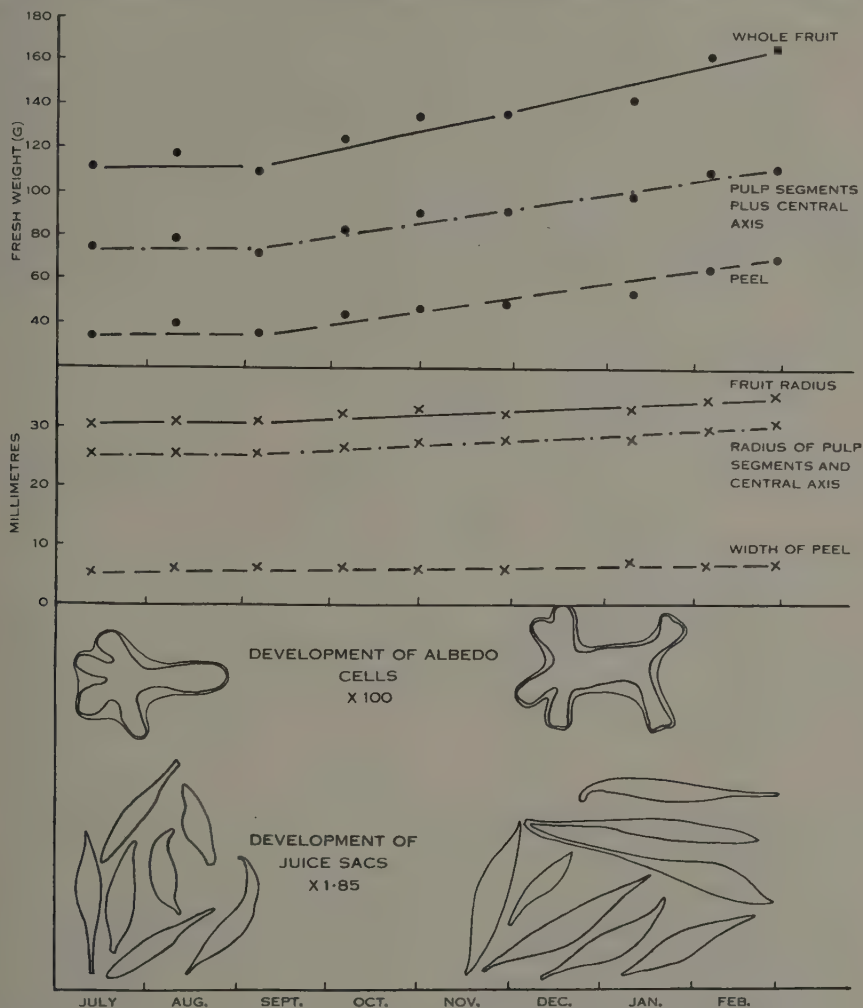 180
160
140
120
100
80
60
40
FRESH WEIGHT (G)
WHOLE FRUIT
PULP SEGMENTS
PLUS CENTRAL
AXIS
PEEL
30
20
10
0
MILLIMETRES
FRUIT RADIUS
RADIUS OF PULP
SEGMENTS AND
CENTRAL AXIS
WIDTH OF PEEL
DEVELOPMENT OF ALBEDO
CELLS
X 100
DEVELOPMENT OF
JUICE SACS
X 1·85
JULY AUG. SEPT. OCT. NOV. DEC. JAN. FEB.